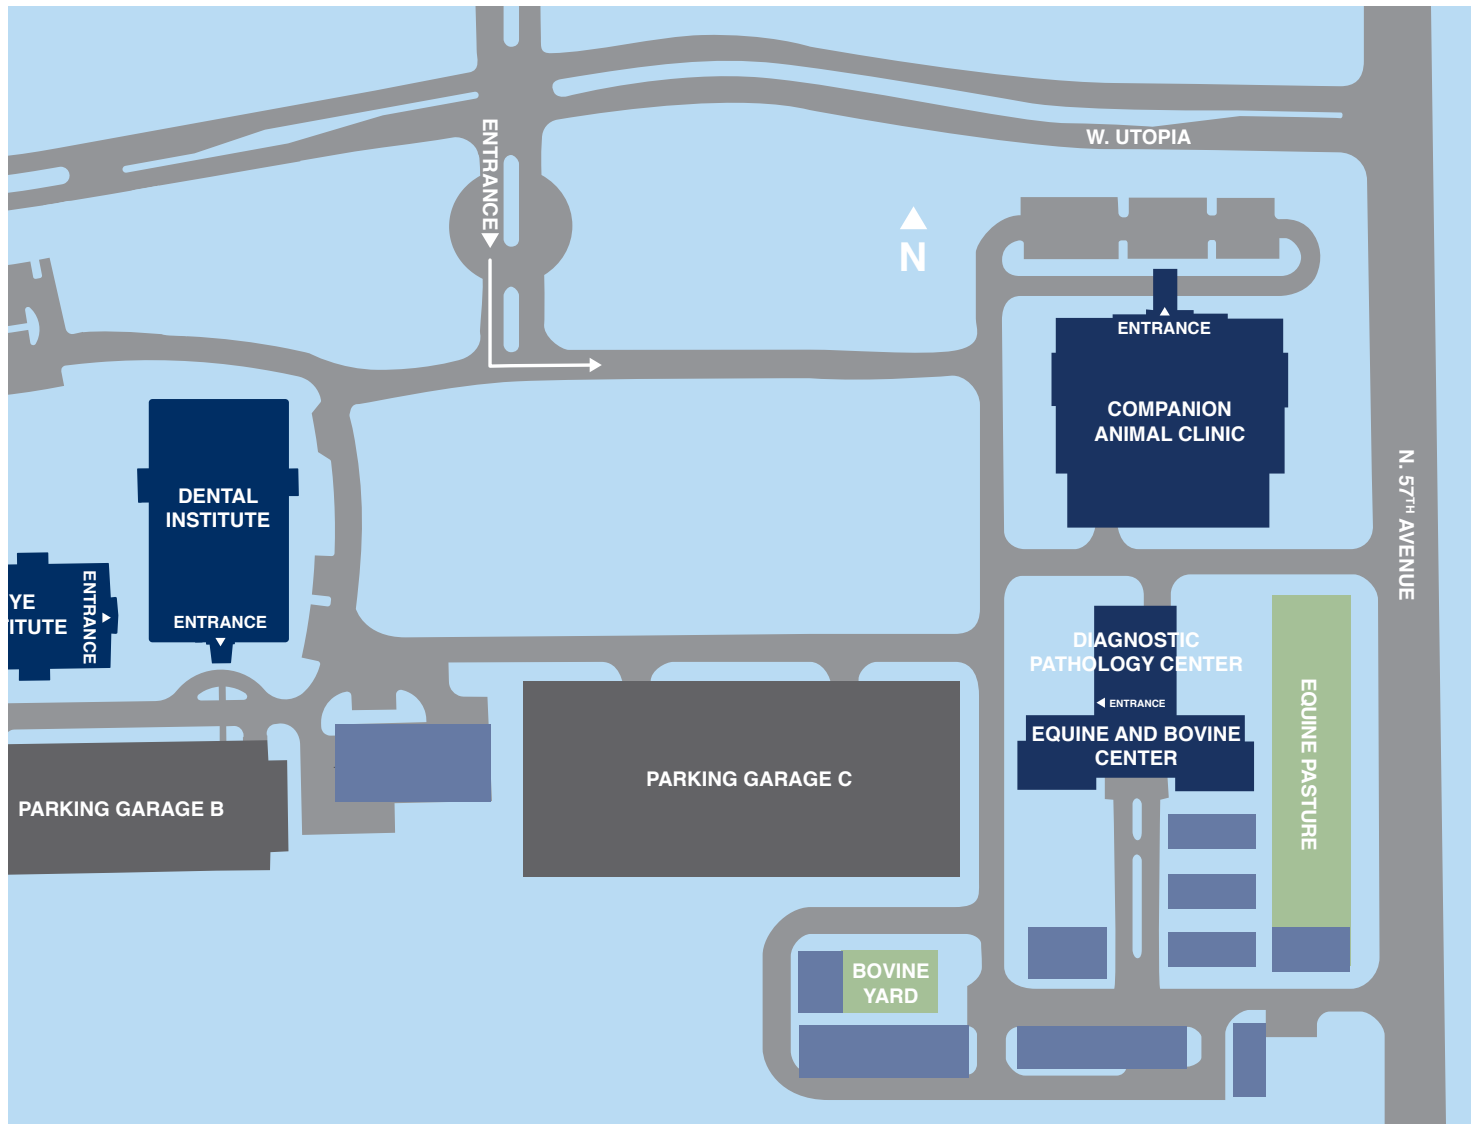 W. UTOPIA
ENTRANCE
N
ENTRANCE
COMPANION
ANIMAL CLINIC
N. 57TH AVENUE
DENTAL
INSTITUTE
ENTRANCE
YE
TITUTE
ENTRANCE
DIAGNOSTIC
PATHOLOGY CENTER
ENTRANCE
EQUINE AND BOVINE
CENTER
EQUINE PASTURE
PARKING GARAGE C
PARKING GARAGE B
BOVINE
YARD